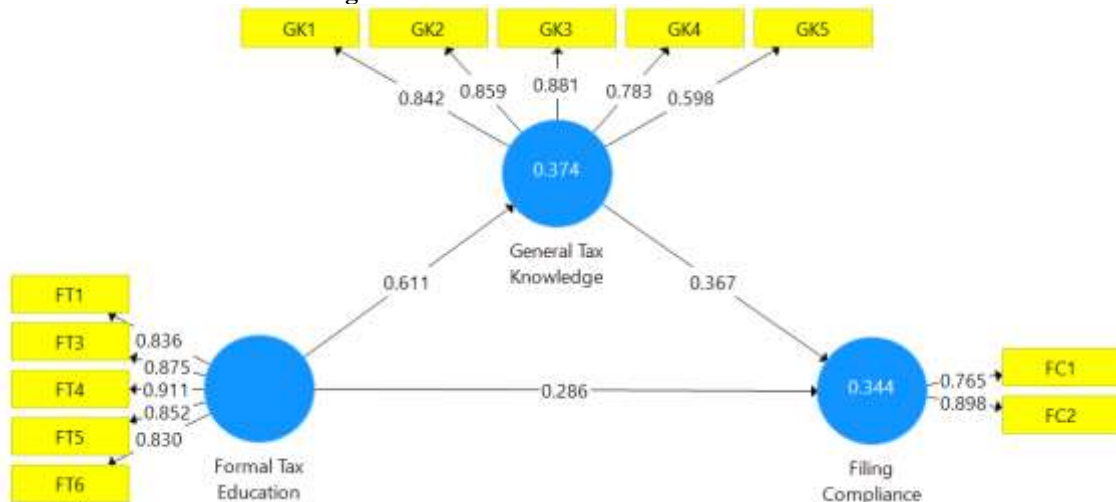 g
GK1 GK2 GK3 GK4 GK5
0.842 0.859 0.881 0.783 0.598
0.374
General Tax
Knowledge
0.611 0.367
FT1
FT3
FT4
FT5
FT6
0.836
0.875
0.911
0.852
0.830
Formal Tax
Education
0.286
0.344
Filing
Compliance
0.765
0.898
FC1
FC2